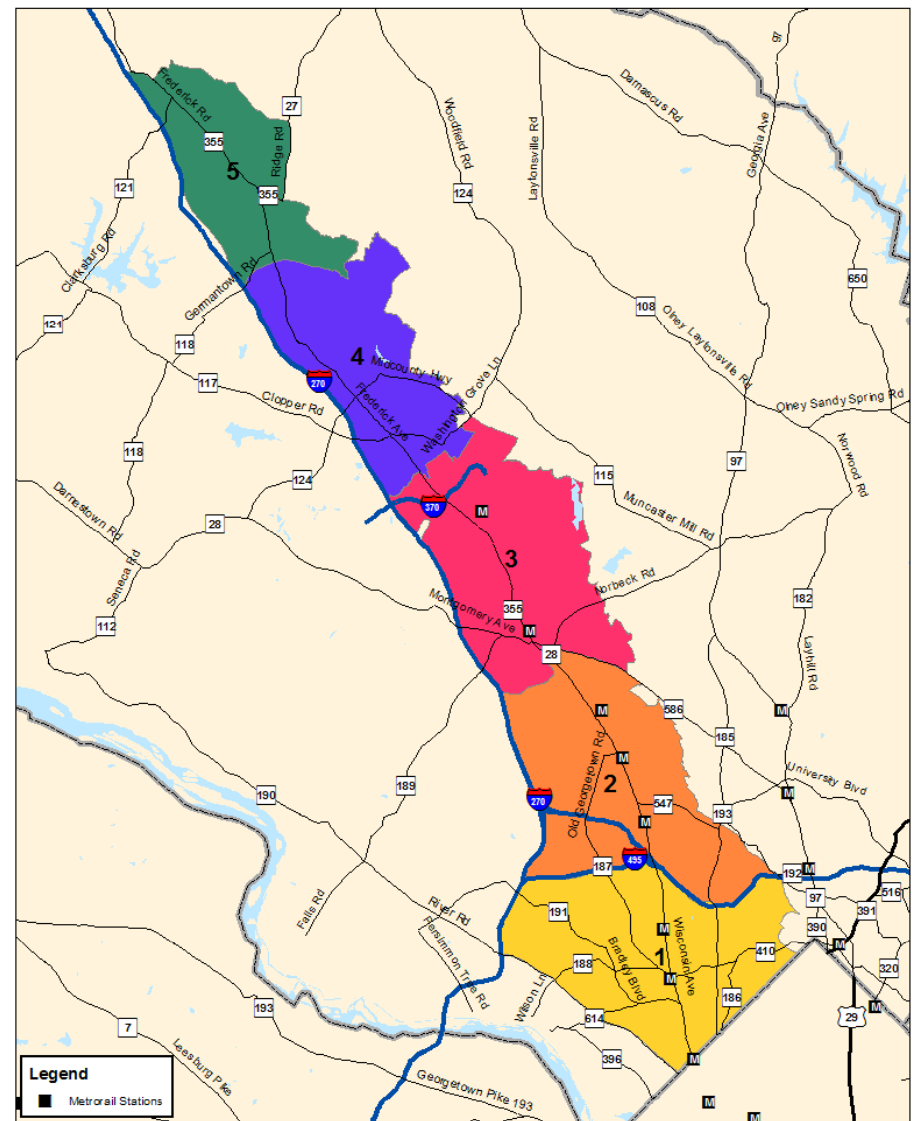 97
Frederick Rd
27
Damascus Rd
Woodfield Rd
Laytonsville Rd
Georgia Ave
355
Ridge Rd
5
121
355
124
Clarksburg Rd
Germantown Rd
650
108
121
118
Olney Laytonsville Rd
4
Midcounty Hwy
270
117
Clopper Rd
Frederick Ave
Washington Grove Ln
Olney Sandy Spring Rd
Norwood Rd
118
97
124
115
Muncaster Mill Rd
Darnestown Rd
28
370
M
3
Seneca Rd
Norbeck Rd
Montgomery Ave
355
182
112
M
28
Layhill Rd
M
586
M
185
Old Georgetown Rd
M
University Blvd
189
2
190
270
547
193
M
M
495
187
192
M
516
97
391
Falls Rd
River Rd
191
390
Persimmon Tree Rd
M
Wisconsin Ave
M
410
1
188
Bradley Blvd
M
320
Wilson Ln
186
M
193
614
29
7
396
M
Leesburg Pike
Georgetown Pike 193
Legend
Metrorail Stations
M
M